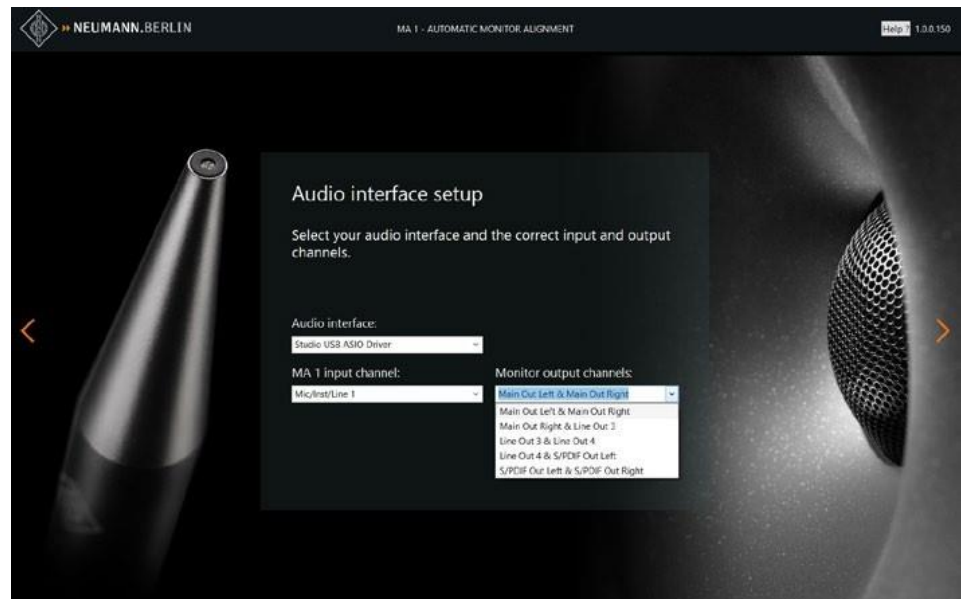 NEUMANN.BERLIN
MA 1 - AUTOMATIC MONITOR ALIGNMENT
Help ? 1.0.0.150
Audio interface setup
Select your audio interface and the correct input and output
channels.
Audio interface:
Studio USB ASIO Driver
MA 1 input channel:
Mic/Inst/Line 1
Monitor output channels:
Main Out Left & Main Out Right
Main Out Left & Main Out Right
Main Out Right & Line Out 3
Line Out 3 & Line Out 4
Line Out 4 & S/PDIF Out Left
S/PDIF Out Left & S/PDIF Out Right